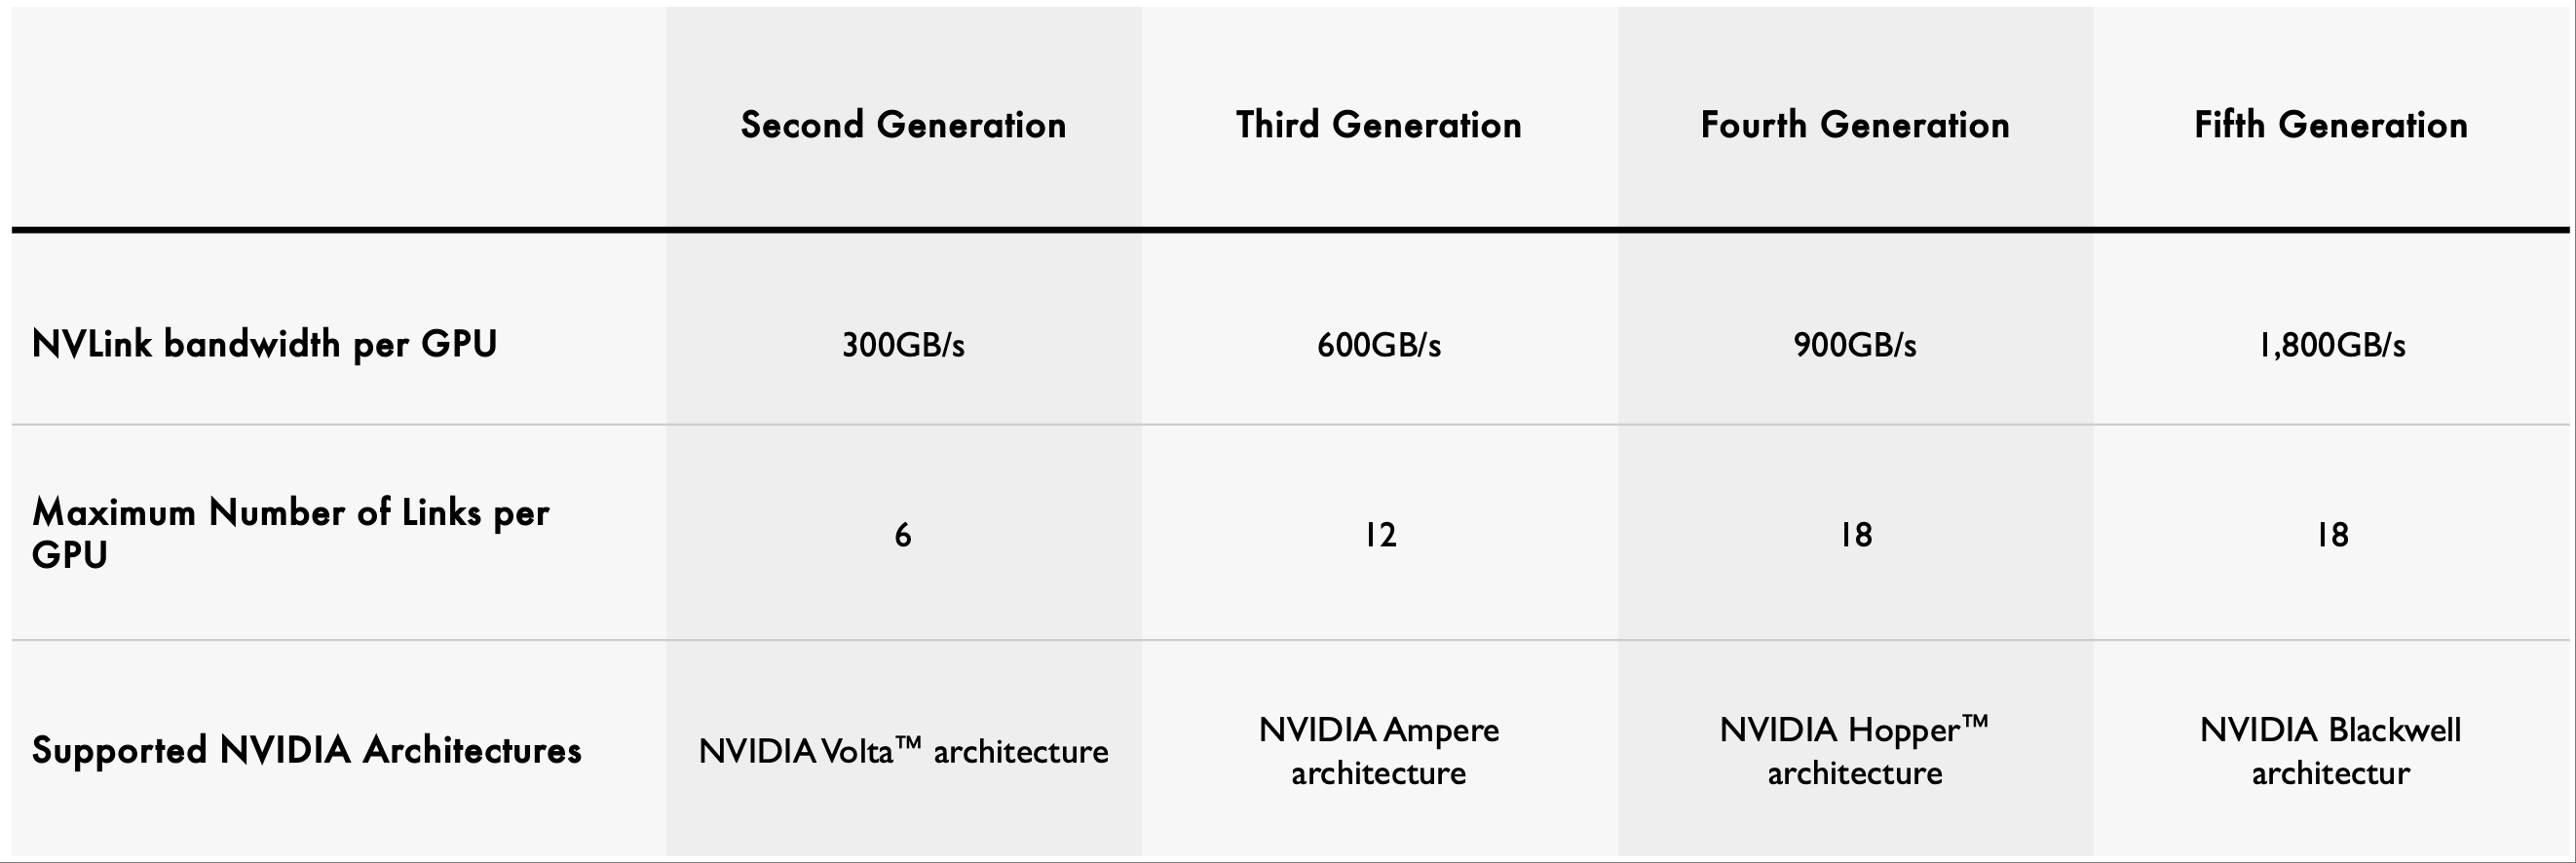 Second Generation
Third Generation
Fourth Generation
Fifth Generation
NVLink bandwidth per GPU
300GB/s
600GB/s
900GB/s
1,800GB/s
Maximum Number of Links per
GPU
6
12
18
18
Supported NVIDIA Architectures
NVIDIA Volta™ architecture
NVIDIA Ampere
architecture
NVIDIA Hopper™
architecture
NVIDIA Blackwell
architectur